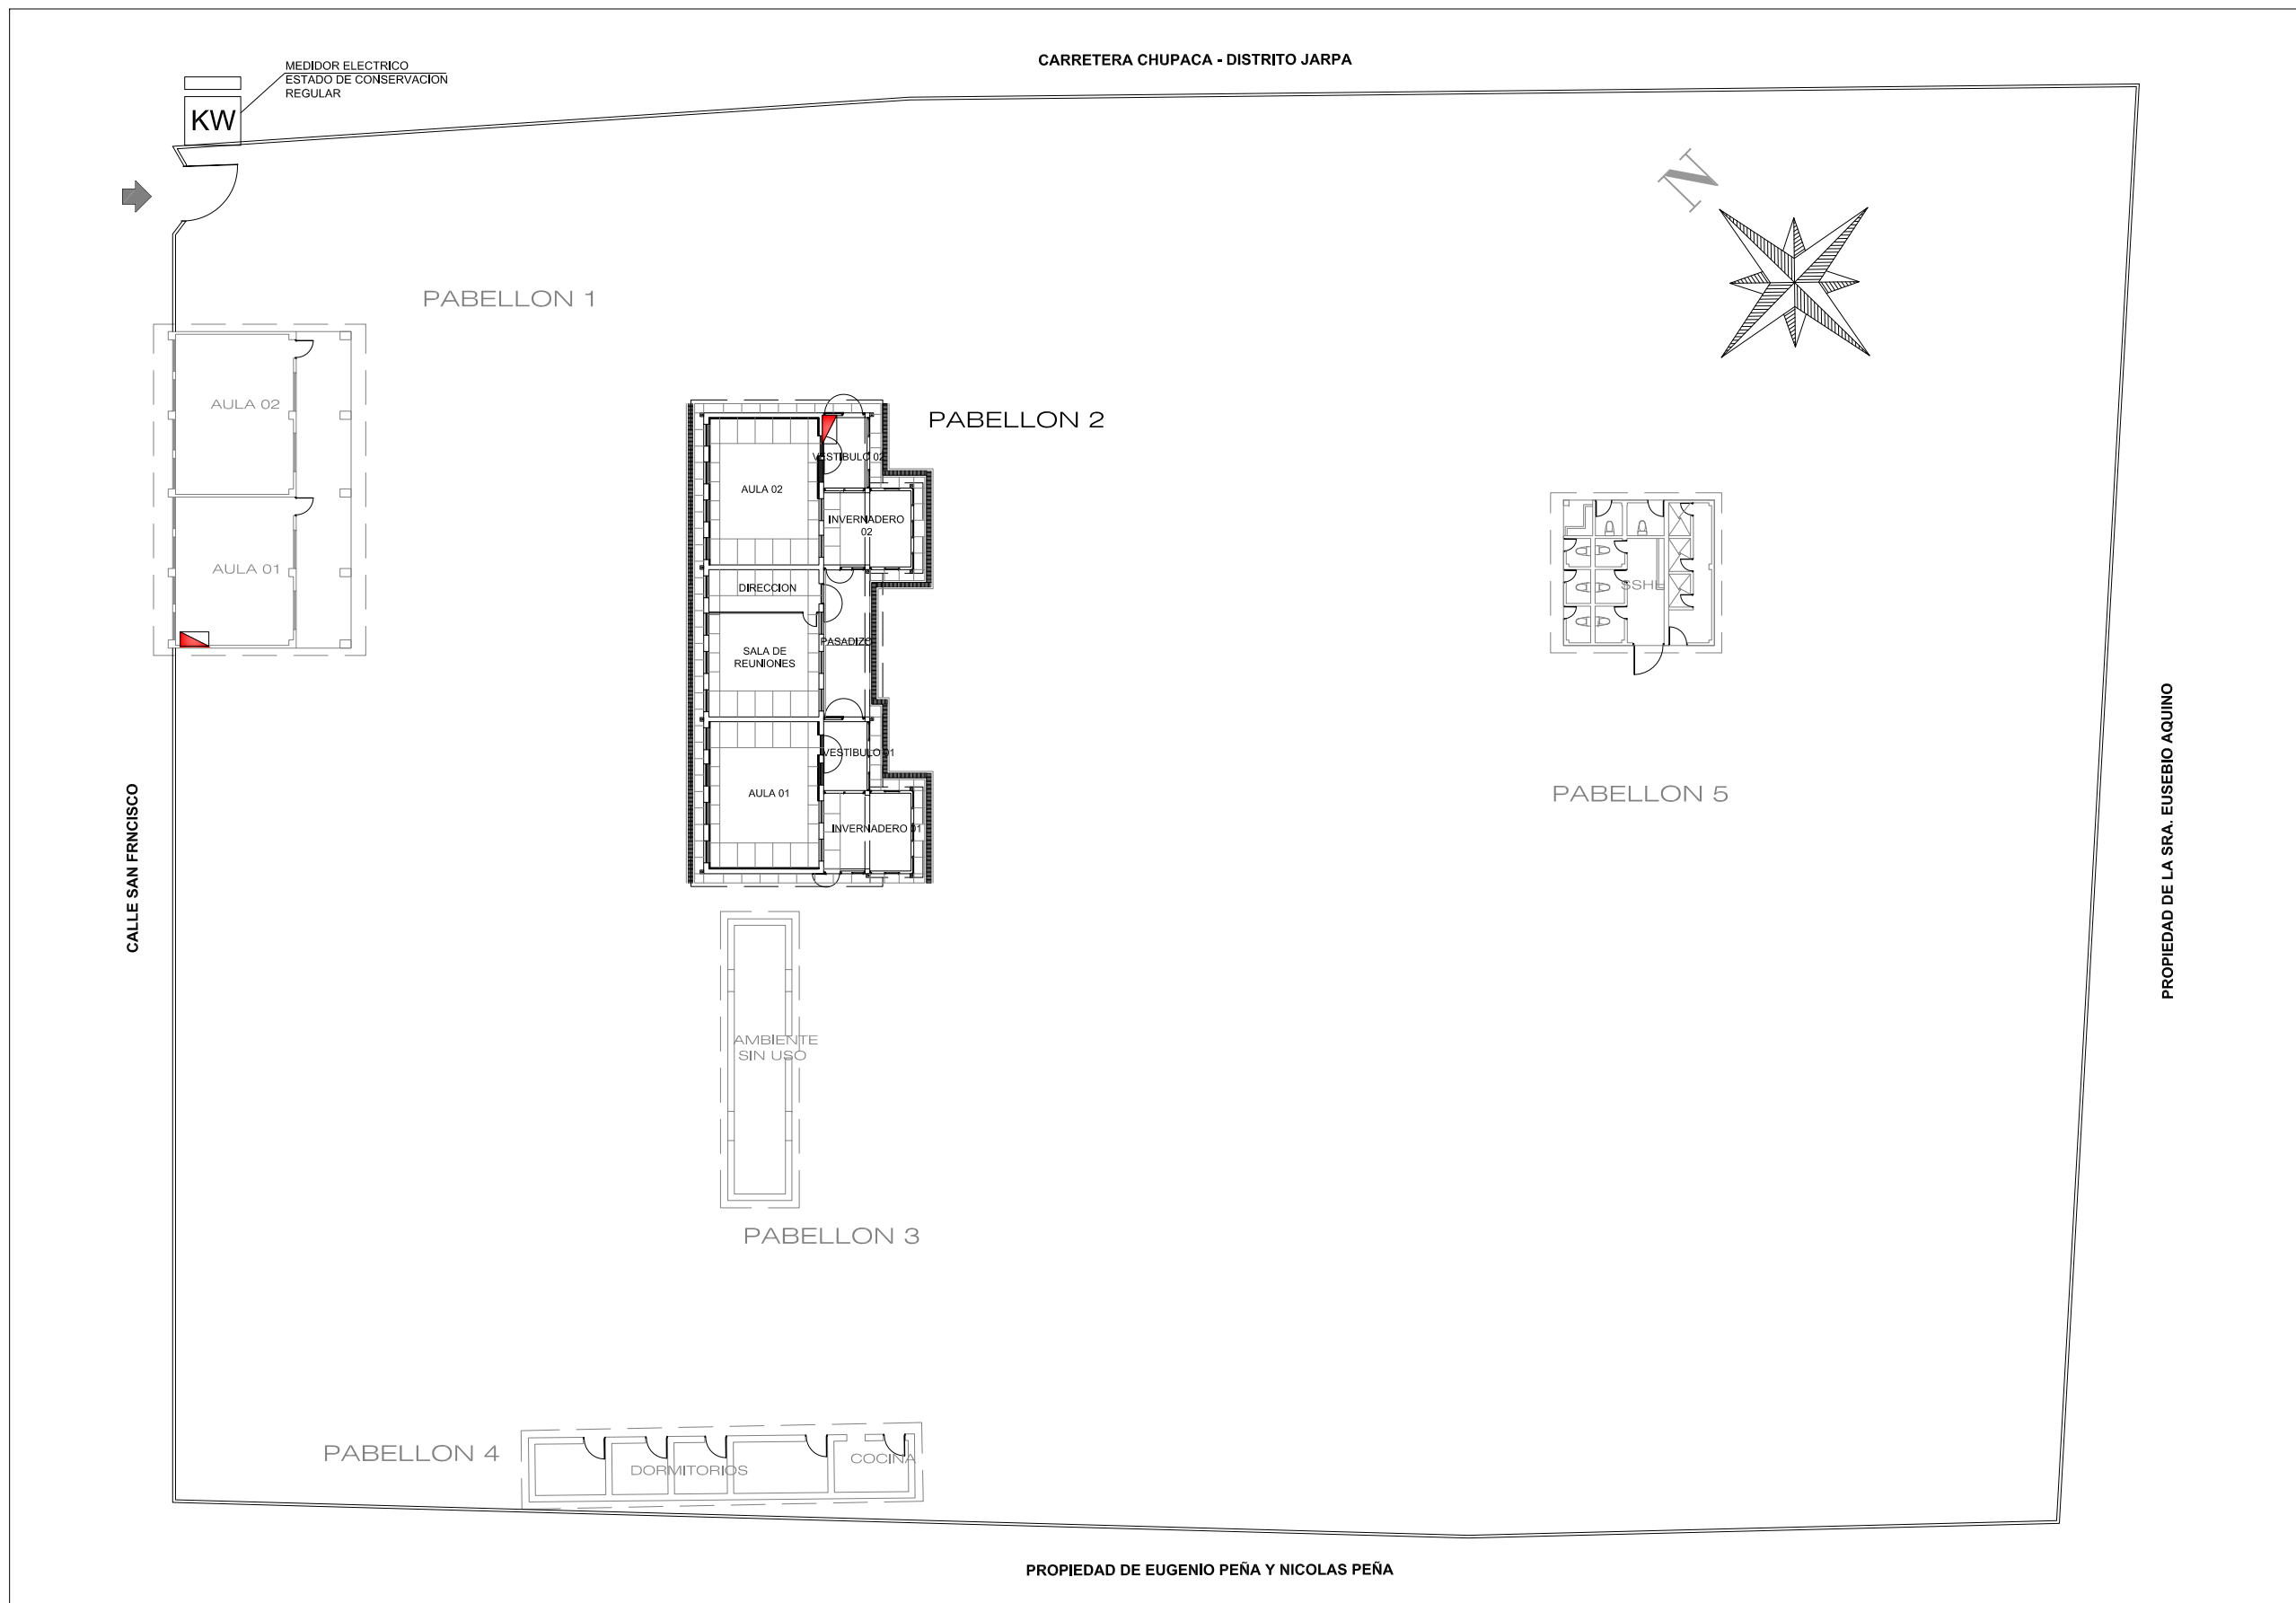 CARRETERA CHUPACA - DISTRITO JARPA
MEDIDOR ELECTRICO
ESTADO DE CONSERVACION
REGULAR
KW
N
PABELLON 1
AULA 02
AULA 01
PABELLON 2
VESTIBULO 02
AULA 02
INVERNADERO
02
DIRECCION
PASADIZO
SALA DE
REUNIONES
VESTIBULO 01
AULA 01
INVERNADERO 01
SSHH
PABELLON 5
CALLE SAN FRNCISCO
PROPIEDAD DE LA SRA. EUSEBIO AQUINO
AMBIENTE
SIN USO
PABELLON 3
PABELLON 4
DORMITORIOS
COCINA
PROPIEDAD DE EUGENIO PEÑA Y NICOLAS PEÑA